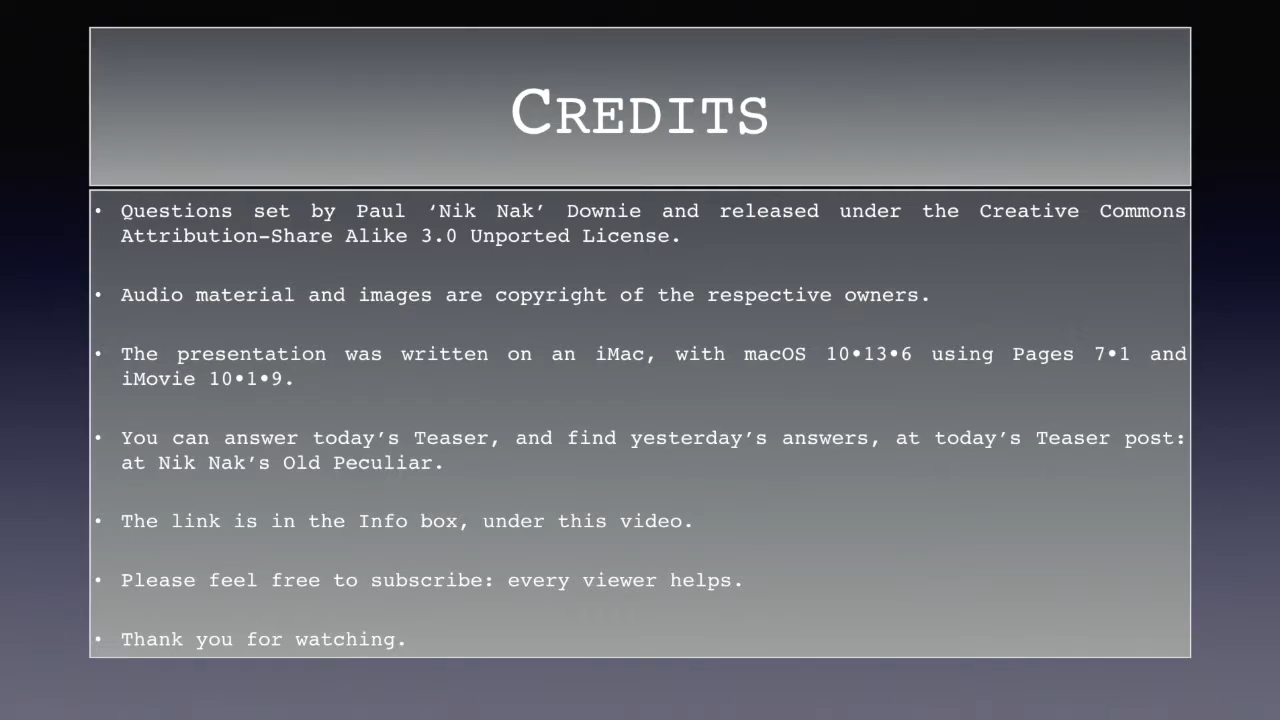 CREDITS
• Questions set by Paul ‘Nik Nak’ Downie and released under the Creative Commons
Attribution-Share Alike 3.0 Unported License.
• Audio material and images are copyright of the respective owners.
• The presentation was written on an iMac, with macOS 10•13•6 using Pages 7•1 and
iMovie 10•1•9.
• You can answer today’s Teaser, and find yesterday’s answers, at today’s Teaser post:
at Nik Nak’s Old Peculiar.
• The link is in the Info box, under this video.
• Please feel free to subscribe: every viewer helps.
• Thank you for watching.